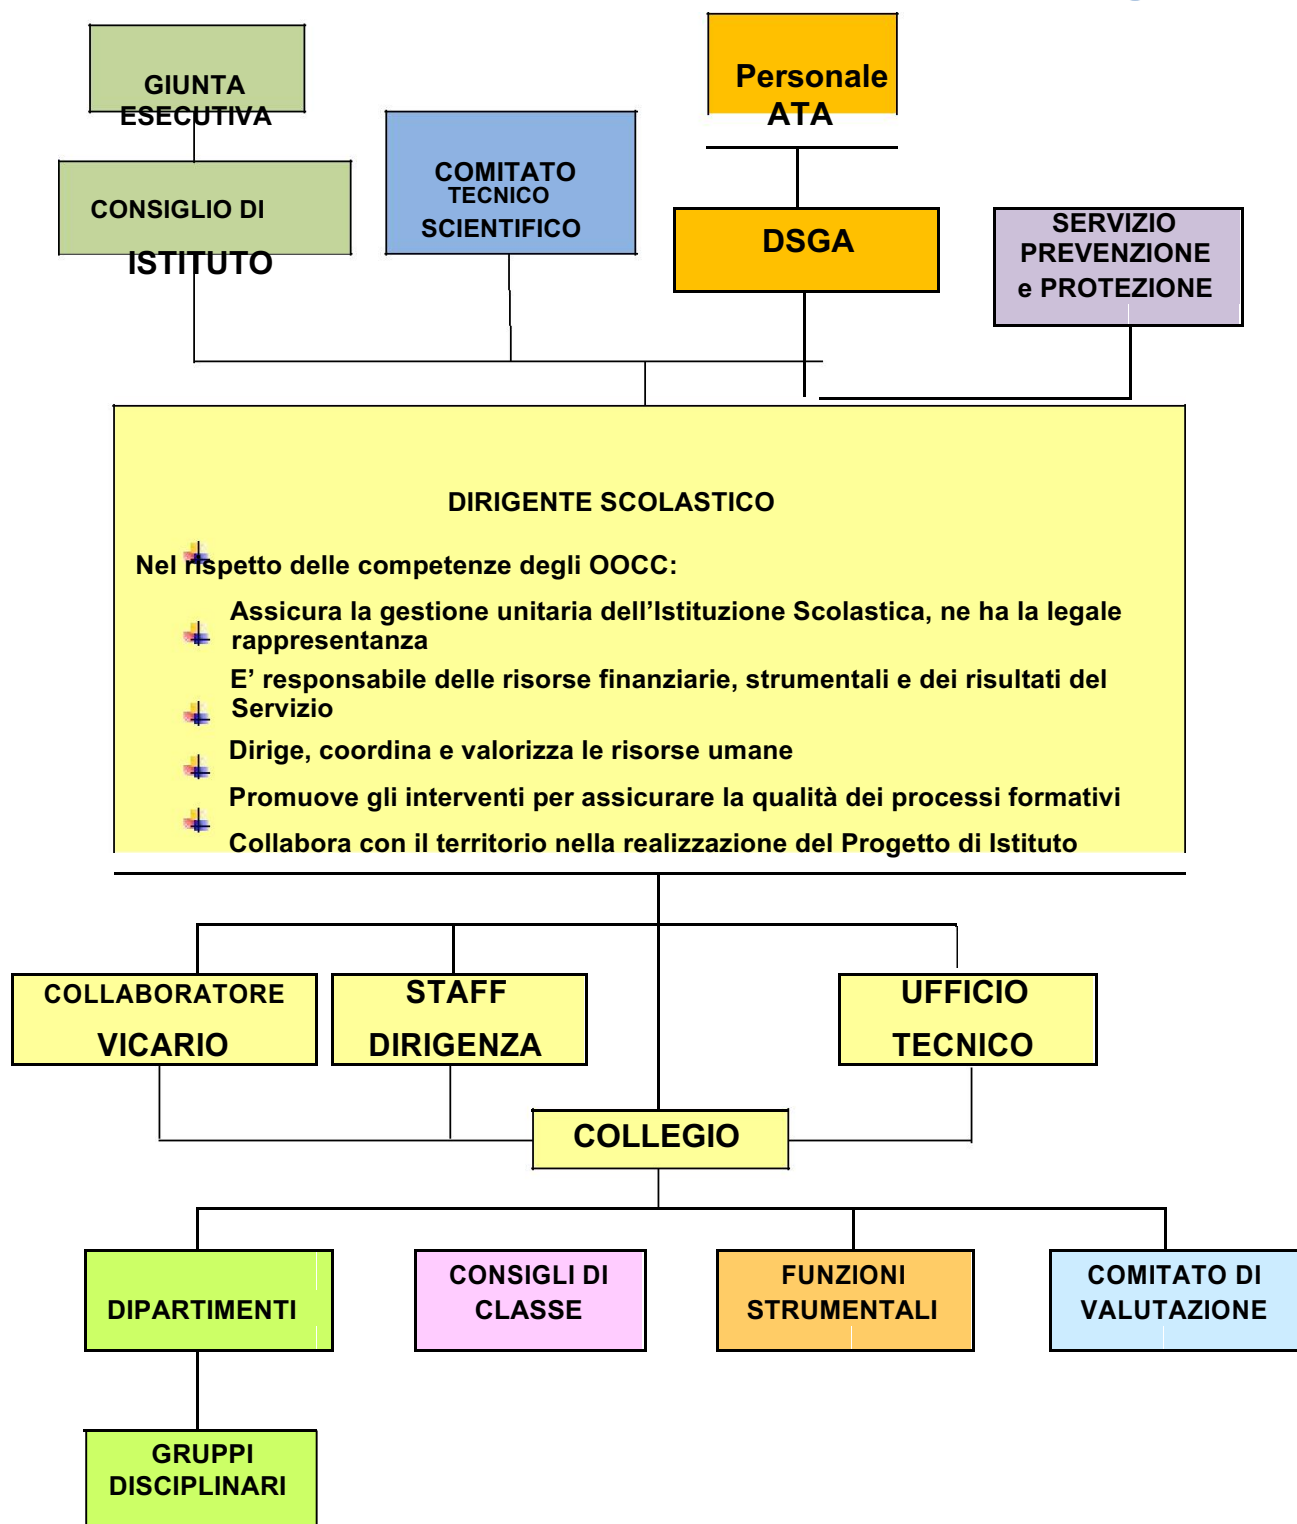 GIUNTA
ESECUTIVA
Personale
ATA
CONSIGLIO DI
ISTITUTO
COMITATO
TECNICO
SCIENTIFICO
DSGA
SERVIZIO
PREVENZIONE
e PROTEZIONE
DIRIGENTE SCOLASTICO
Nel rispetto delle competenze degli OOCC:
Assicura la gestione unitaria dell’Istituzione Scolastica, ne ha la legale
rappresentanza
E’ responsabile delle risorse finanziarie, strumentali e dei risultati del
Servizio
Dirige, coordina e valorizza le risorse umane
Promuove gli interventi per assicurare la qualità dei processi formativi
Collabora con il territorio nella realizzazione del Progetto di Istituto
COLLABORATORE
VICARIO
STAFF
DIRIGENZA
UFFICIO
TECNICO
COLLEGIO
DIPARTIMENTI
CONSIGLI DI
CLASSE
FUNZIONI
STRUMENTALI
COMITATO DI
VALUTAZIONE
GRUPPI
DISCIPLINARI